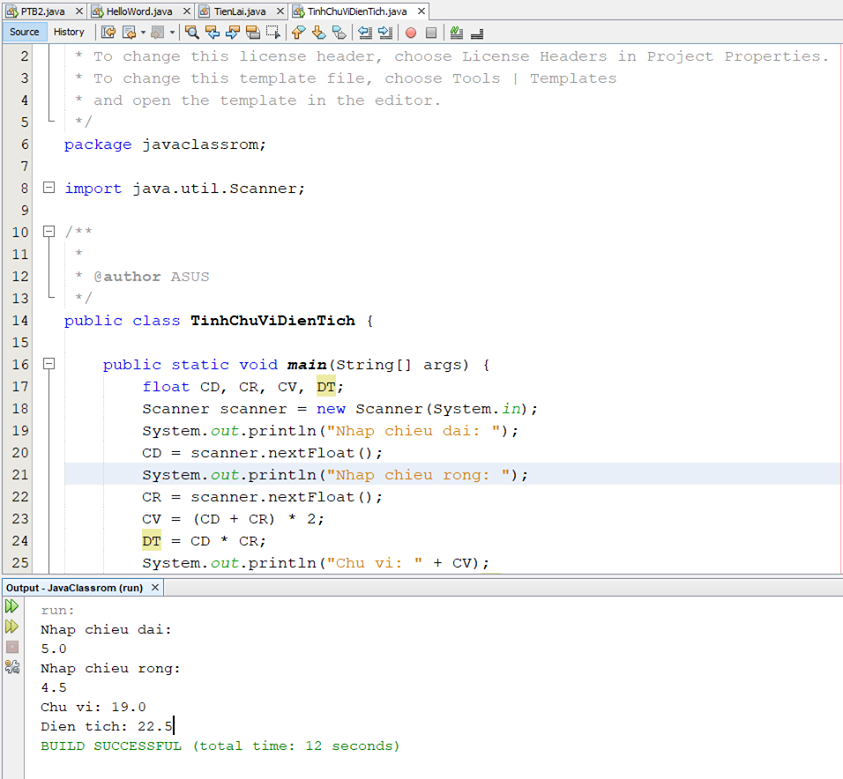 PTB2.java HelloWord.java TienLai.java TinhChuViDienTich.java
Source History
2 * To change this license header, choose License Headers in Project Properties.
3 * To change this template file, choose Tools | Templates
4 * and open the template in the editor.
5 */
6 package javaclassrom;
7
8 import java.util.Scanner;
9
10 /**
11 *
12 * @author ASUS
13 */
14 public class TinhChuViDienTich {
15
16 public static void main(String[] args) {
17 float CD, CR, CV, DT;
18 Scanner scanner = new Scanner(System.in);
19 System.out.println("Nhap chieu dai: ");
20 CD = scanner.nextFloat();
21 System.out.println("Nhap chieu rong: ");
22 CR = scanner.nextFloat();
23 CV = (CD + CR) * 2;
24 DT = CD * CR;
25 System.out.println("Chu vi: " + CV);
Output - JavaClassrom (run)
run:
Nhap chieu dai:
5.0
Nhap chieu rong:
4.5
Chu vi: 19.0
Dien tich: 22.5
BUILD SUCCESSFUL (total time: 12 seconds)